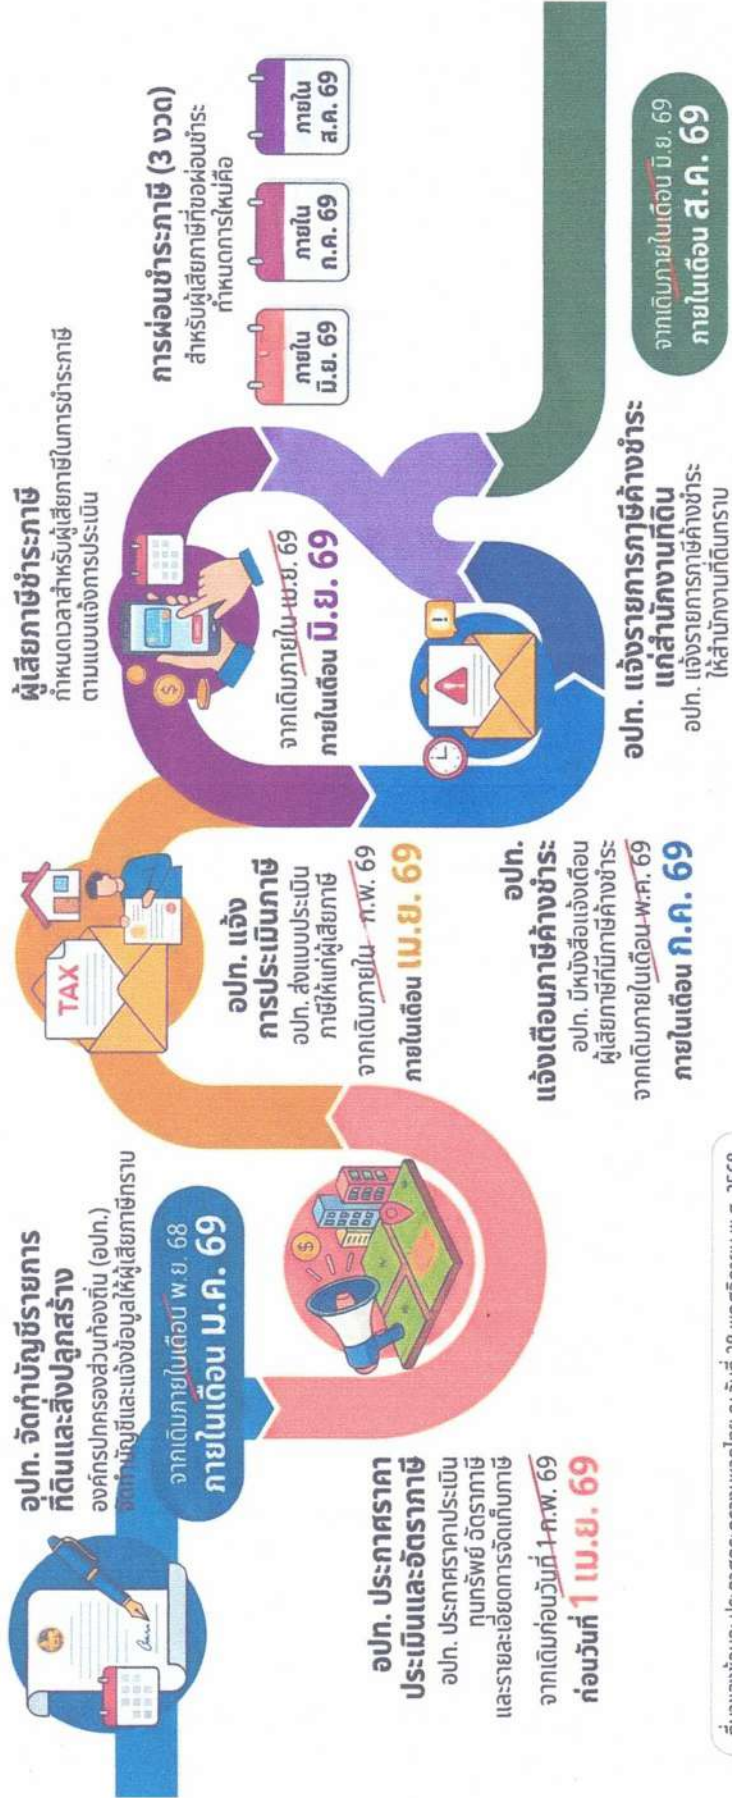 อปท. จัดทำบัญชีรายการ
ที่ดินและสิ่งปลูกสร้าง
องค์กรปกครองส่วนท้องถิ่น (อปท.)
จัดทำบัญชีและแจ้งข้อมูลให้ผู้เสียภาษีทราบ
จากเดิมภายในเดือน พ.ย. 68
ภายในเดือน ม.ค. 69
อปท. ประกาศราคา
ประเมินและอัตราภาษี
อปท. ประกาศราคาประเมิน
ทุนทรัพย์ อัตราภาษี
และรายละเอียดการจัดเก็บภาษี
จากเดิมก่อนวันที่ 1 ก.พ. 69
ก่อนวันที่ 1 เม.ย. 69
TAX
อปท. แจ้ง
การประเมินภาษี
อปท. ส่งแบบประเมิน
ภาษีให้แก่ผู้เสียภาษี
จากเดิมภายใน ก.พ. 69
ภายในเดือน เม.ย. 69
ผู้เสียภาษีชำระภาษี
กำหนดเวลาสำหรับผู้เสียภาษีในการชำระภาษี
ตามแบบแจ้งการประเมิน
จากเดิมภายใน เม.ย. 69
ภายในเดือน มิ.ย. 69
การผ่อนชำระภาษี (3 งวด)
สำหรับผู้เสียภาษีที่ขอผ่อนชำระ
กำหนดการใหม่คือ
ภายใน
มิ.ย. 69
ภายใน
ก.ค. 69
ภายใน
ส.ค. 69
อปท.
แจ้งเตือนภาษีค้างชำระ
อปท. มีหนังสือแจ้งเตือน
ผู้เสียภาษีที่มีภาษีค้างชำระ
จากเดิมภายในเดือน พ.ค. 69
ภายในเดือน ก.ค. 69
อปท. แจ้งรายการภาษีค้างชำระ
แก่สำนักงานที่ดิน
อปท. แจ้งรายการภาษีค้างชำระ
ให้สำนักงานที่ดินทราบ
จากเดิมภายในเดือน มิ.ย. 69
ภายในเดือน ส.ค. 69